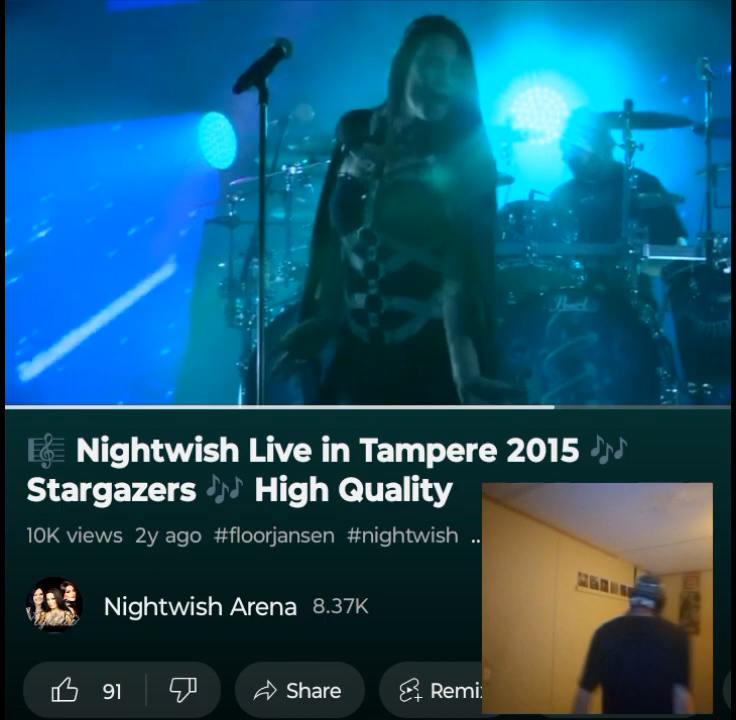 Pearl
🎼 Nightwish Live in Tampere 2015 🎶
Stargazers 🎶 High Quality
10K views 2y ago #floorjansen #nightwish ..
Nightwish Arena 8.37K
91 Share Remi